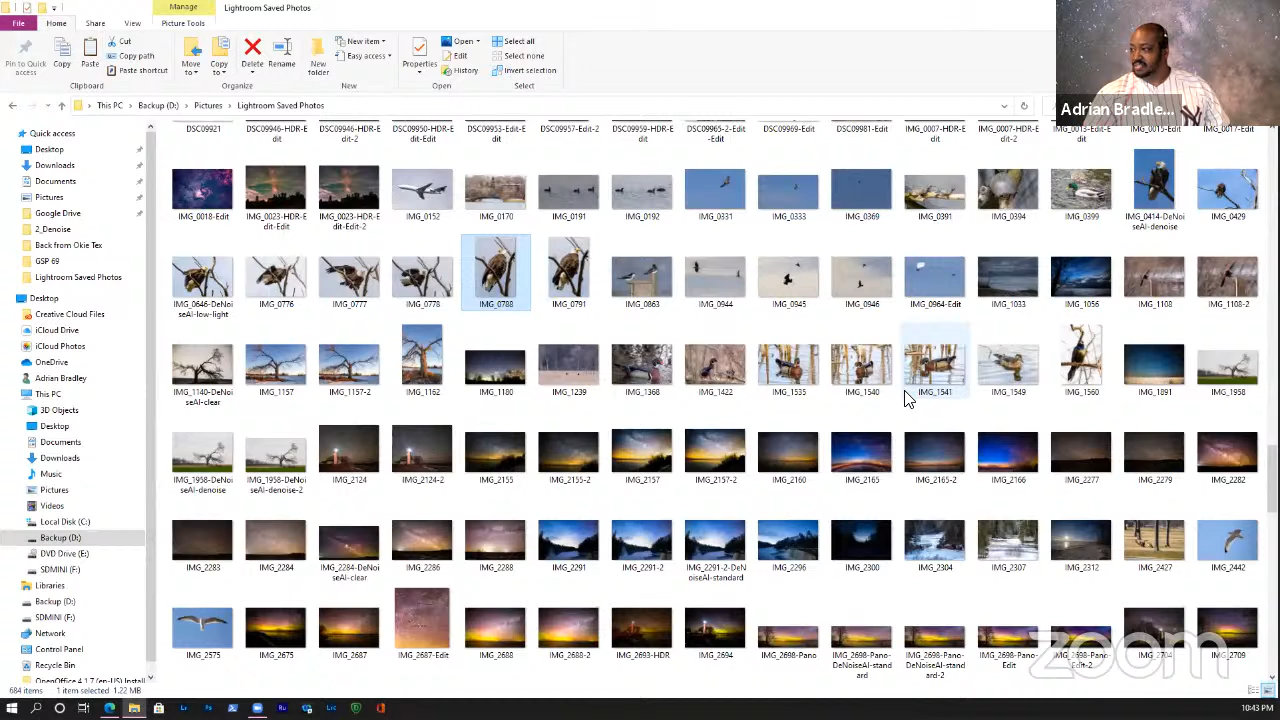 Manage
Lightroom Saved Photos
File
Home
Share
View
Picture Tools
Pin to Quick access
Copy
Paste
Cut
Copy path
Paste shortcut
Clipboard
Move to
Copy to
Delete
Rename
Organize
New folder
New item
Easy access
New
Properties
Open
Edit
History
Open
Select all
Select none
Invert selection
Select
Adrian Bradle...
This PC > Backup (D:) > Pictures > Lightroom Saved Photos
Quick access
Desktop
Downloads
Documents
Pictures
Google Drive
2_Denoise
Back from Okie Tex
GSP 69
Lightroom Saved Photos
Desktop
Creative Cloud Files
iCloud Drive
iCloud Photos
OneDrive
Adrian Bradley
This PC
3D Objects
Desktop
Documents
Downloads
Music
Pictures
Videos
Local Disk (C:)
Backup (D:)
DVD Drive (E:)
SDMINI (F:)
Libraries
Backup (D:)
SDMINI (F:)
Network
Control Panel
Recycle Bin
OpenOffice 4.1.7 (en-US) Install
DSC09921 DSC09946-HDR-Edit DSC09946-HDR-Edit-2 DSC09950-HDR-Edit DSC09953-Edit-Edit DSC09957-Edit-2 DSC09959-HDR-Edit DSC09965-2-Edit-Edit DSC09969-Edit DSC09981-Edit IMG_0007-HDR-Edit IMG_0007-HDR-Edit-2 IMG_0013-Edit-Edit IMG_0015-Edit IMG_0017-Edit
IMG_0018-Edit IMG_0023-HDR-Edit-Edit IMG_0023-HDR-Edit-Edit-2 IMG_0152 IMG_0170 IMG_0191 IMG_0192 IMG_0331 IMG_0333 IMG_0369 IMG_0391 IMG_0394 IMG_0399 IMG_0414-DeNoiseAI-denoise IMG_0429
IMG_0646-DeNoiseAI-low-light IMG_0776 IMG_0777 IMG_0778 IMG_0788 IMG_0791 IMG_0863 IMG_0944 IMG_0945 IMG_0946 IMG_0964-Edit IMG_1033 IMG_1056 IMG_1108 IMG_1108-2
IMG_1140-DeNoiseAI-clear IMG_1157 IMG_1157-2 IMG_1162 IMG_1180 IMG_1239 IMG_1368 IMG_1422 IMG_1535 IMG_1540 IMG_1541 IMG_1549 IMG_1560 IMG_1891 IMG_1958
IMG_1958-DeNoiseAI-denoise IMG_1958-DeNoiseAI-denoise-2 IMG_2124 IMG_2124-2 IMG_2155 IMG_2155-2 IMG_2157 IMG_2157-2 IMG_2160 IMG_2165 IMG_2165-2 IMG_2166 IMG_2277 IMG_2279 IMG_2282
IMG_2283 IMG_2284 IMG_2284-DeNoiseAI-clear IMG_2286 IMG_2288 IMG_2291 IMG_2291-2 IMG_2291-2-DeNoiseAI-standard IMG_2296 IMG_2300 IMG_2304 IMG_2307 IMG_2312 IMG_2427 IMG_2442
IMG_2575 IMG_2675 IMG_2687 IMG_2687-Edit IMG_2688 IMG_2688-2 IMG_2693-HDR IMG_2694 IMG_2698-Pano IMG_2698-Pano-DeNoiseAI-standard IMG_2698-Pano-DeNoiseAI-standard-2 IMG_2698-Pano-Edit IMG_2698-Pano-Edit-2 IMG_2704 IMG_2709
zoom
684 items
1 item selected 1.22 MB
10:43 PM